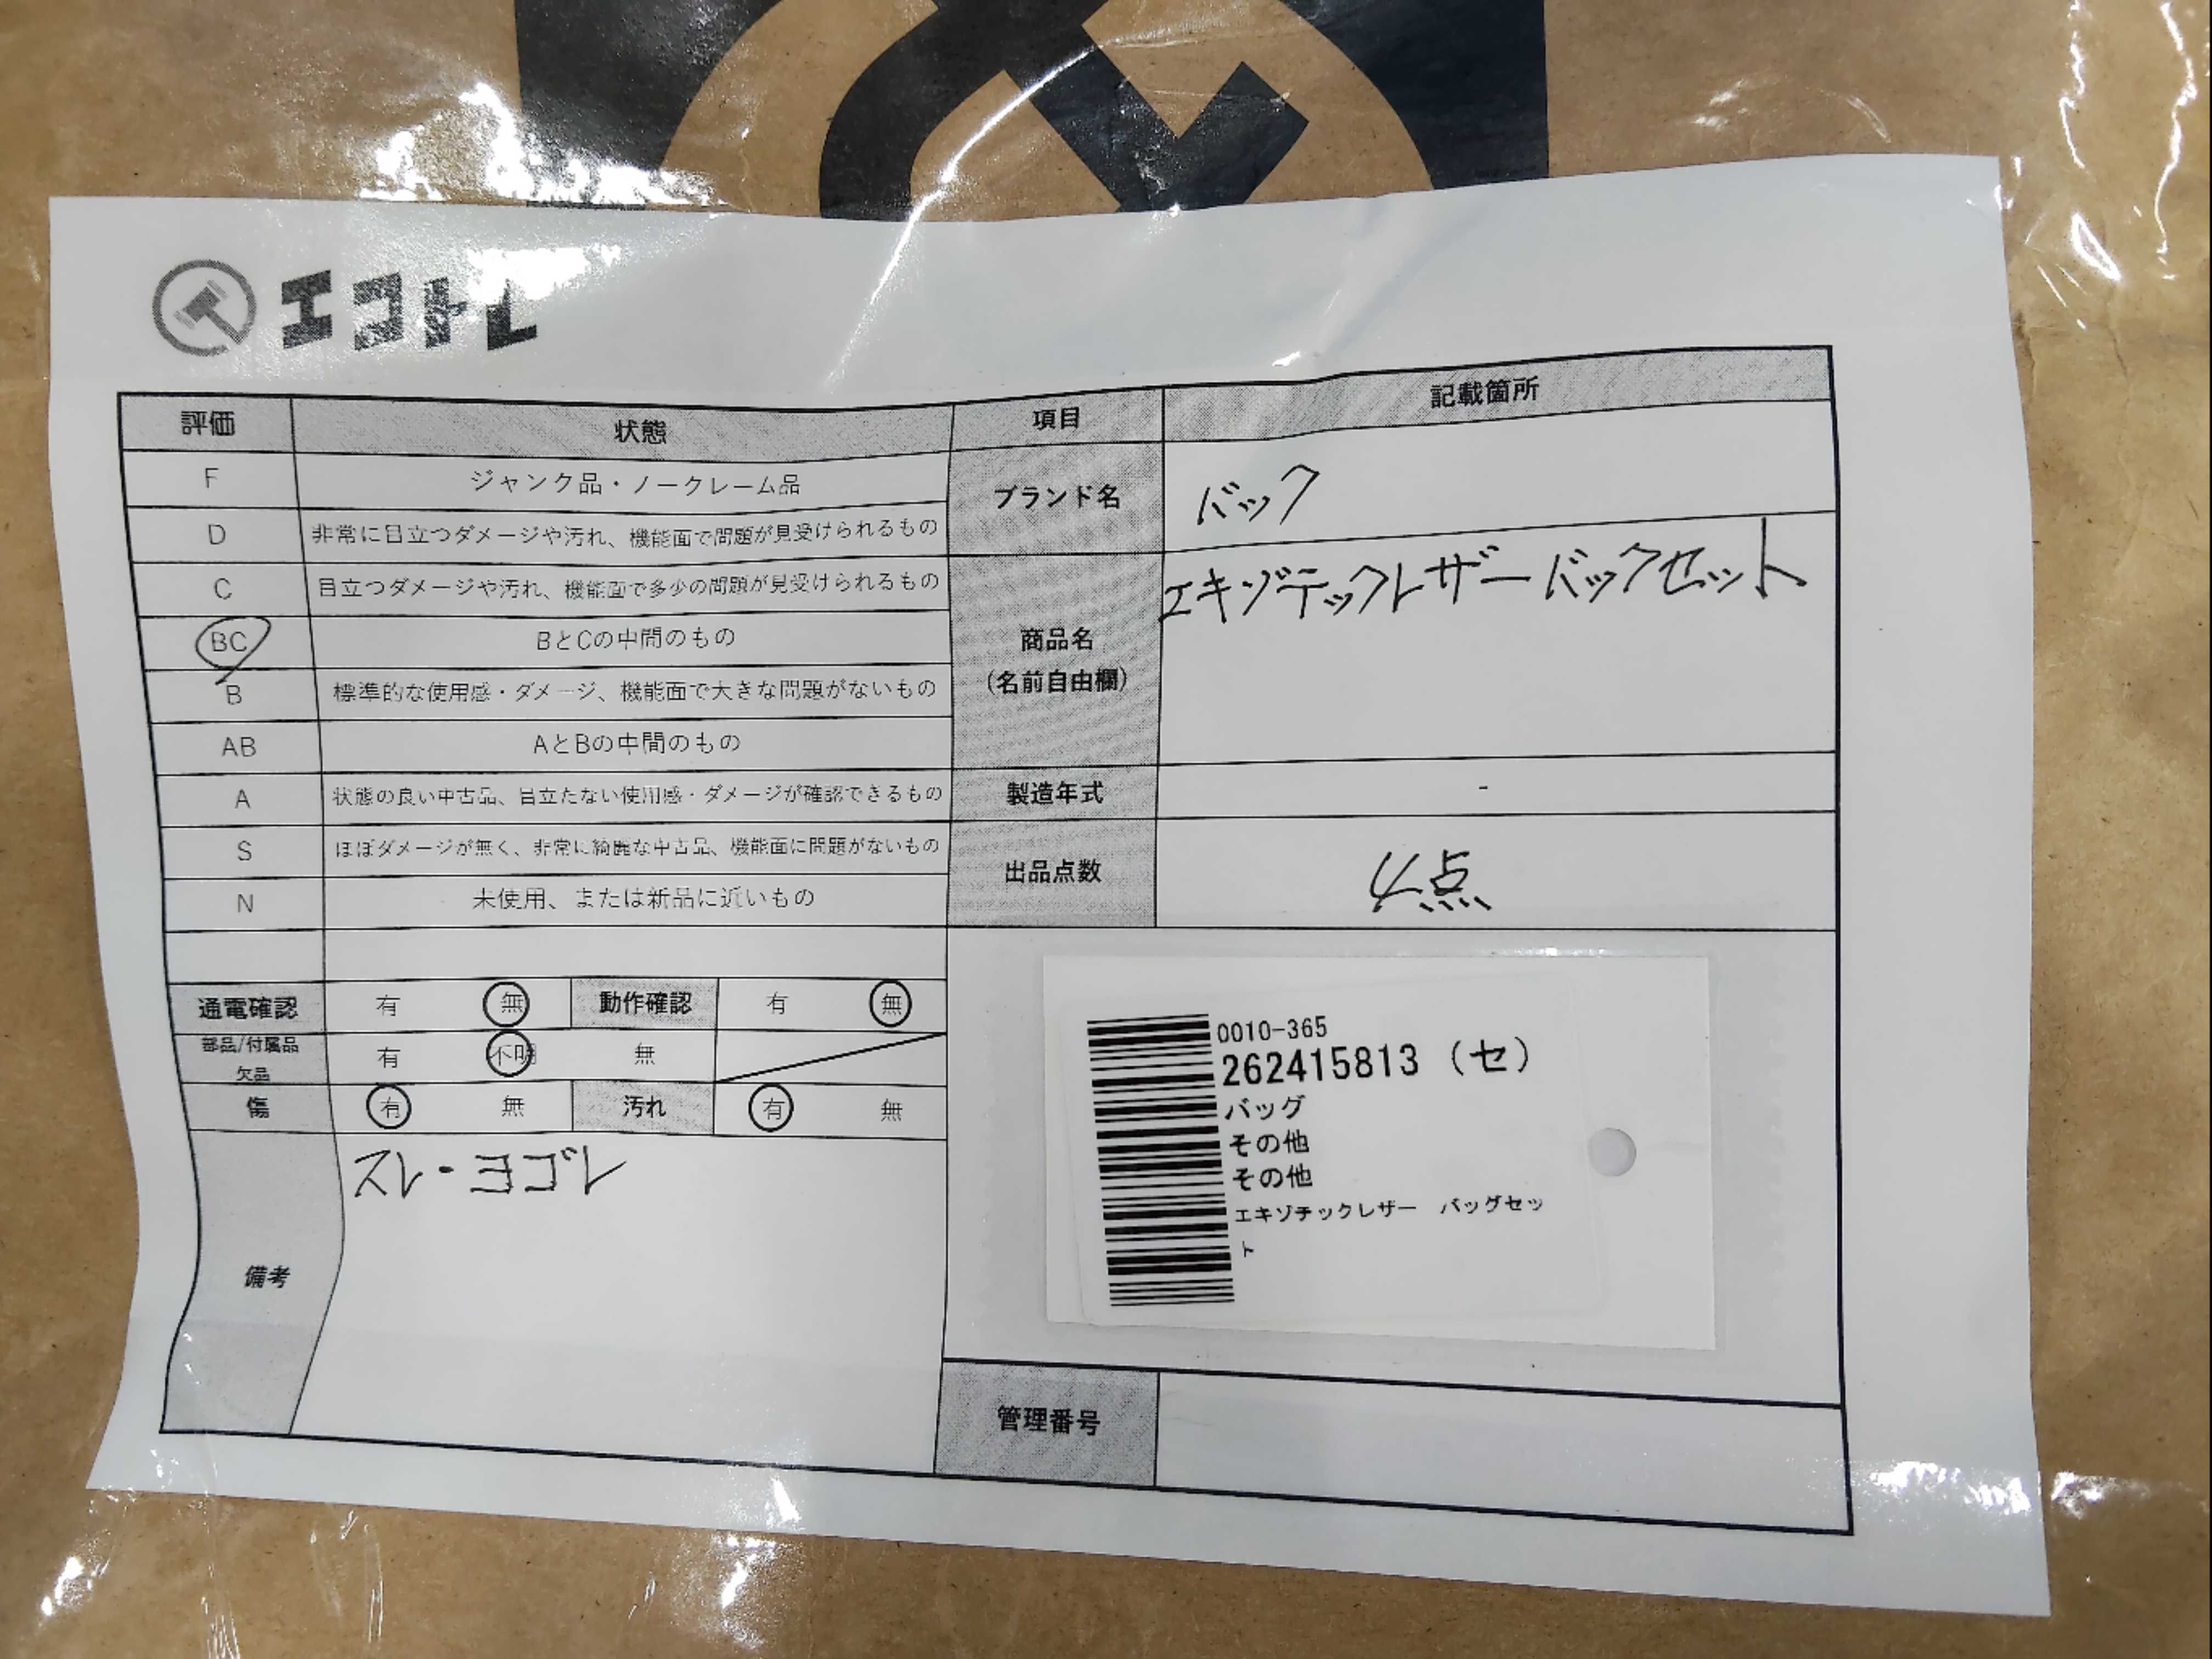 エコトレ
評価 状態 項目 記載箇所
F ジャンク品・ノークレーム品
D 非常に目立つダメージや汚れ、機能面で問題が見受けられるもの
C 目立つダメージや汚れ、機能面で多少の問題が見受けられるもの
BC BとCの中間のもの
B 標準的な使用感・ダメージ、機能面で大きな問題がないもの
AB AとBの中間のもの
A 状態の良い中古品、目立たない使用感・ダメージが確認できるもの
S ほぼダメージが無く、非常に綺麗な中古品、機能面に問題がないもの
N 未使用、または新品に近いもの
ブランド名 バック
商品名 エキゾテックレザーバックセット
(名前自由欄)
製造年式 -
出品点数 4点
通電確認 有 無 動作確認 有 無
部品/付属品
欠品 有 不明 無
傷 有 無 汚れ 有 無
備考 スレ・ヨゴレ
0010-365
262415813 (セ)
バッグ
その他
その他
エキゾチックレザー バッグセッ
ト
管理番号